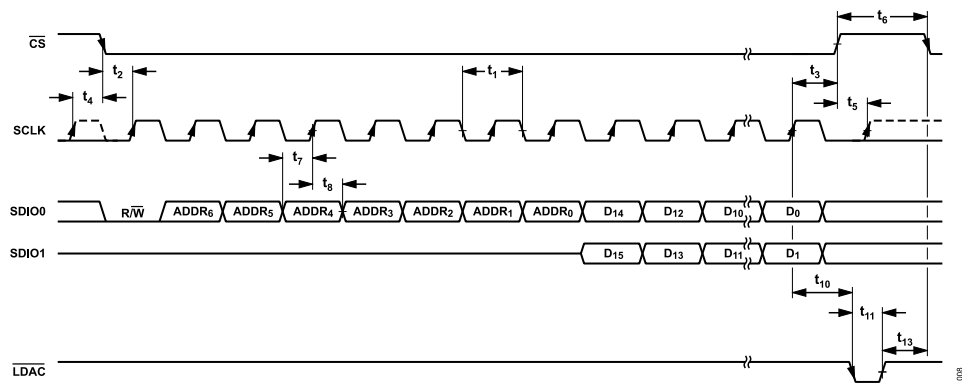 t6
CS
t2
t1
t3
t4
t5
SCLK
t7
t8
SDIO0
R/W
ADDR6
ADDR5
ADDR4
ADDR3
ADDR2
ADDR1
ADDR0
D14
D12
D10
D0
SDIO1
D15
D13
D11
D1
t10
t11
t13
LDAC
008